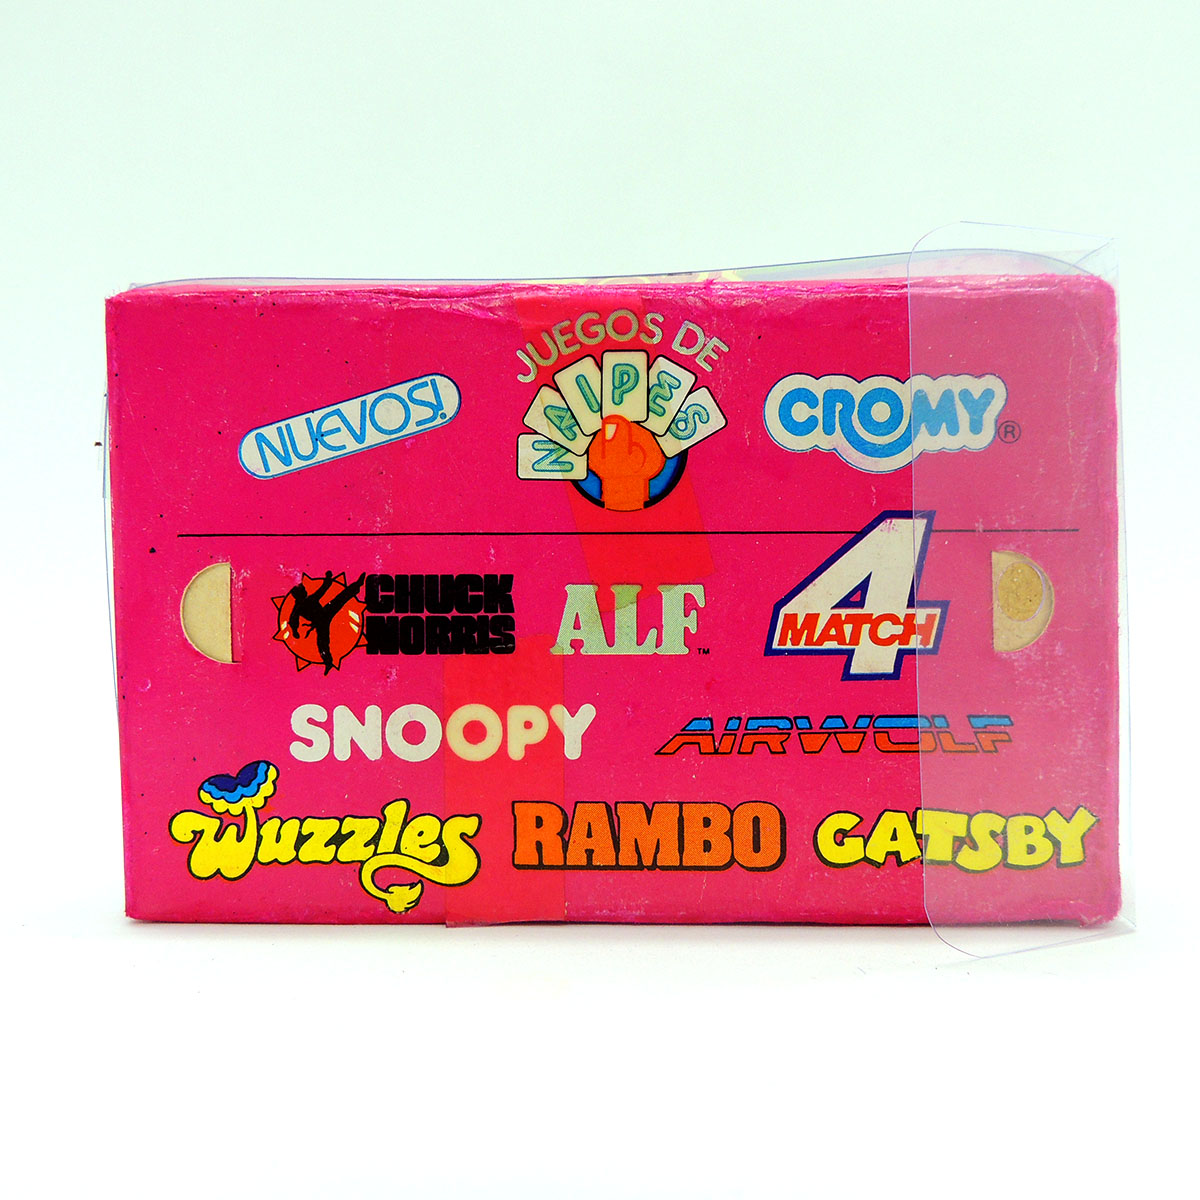 NUEVOS!
JUEGOS DE
NAIPES
CROMY®
CHUCK
NORRIS
ALF™
4
MATCH
SNOOPY
AIRWOLF
Wuzzles
RAMBO
GATSBY